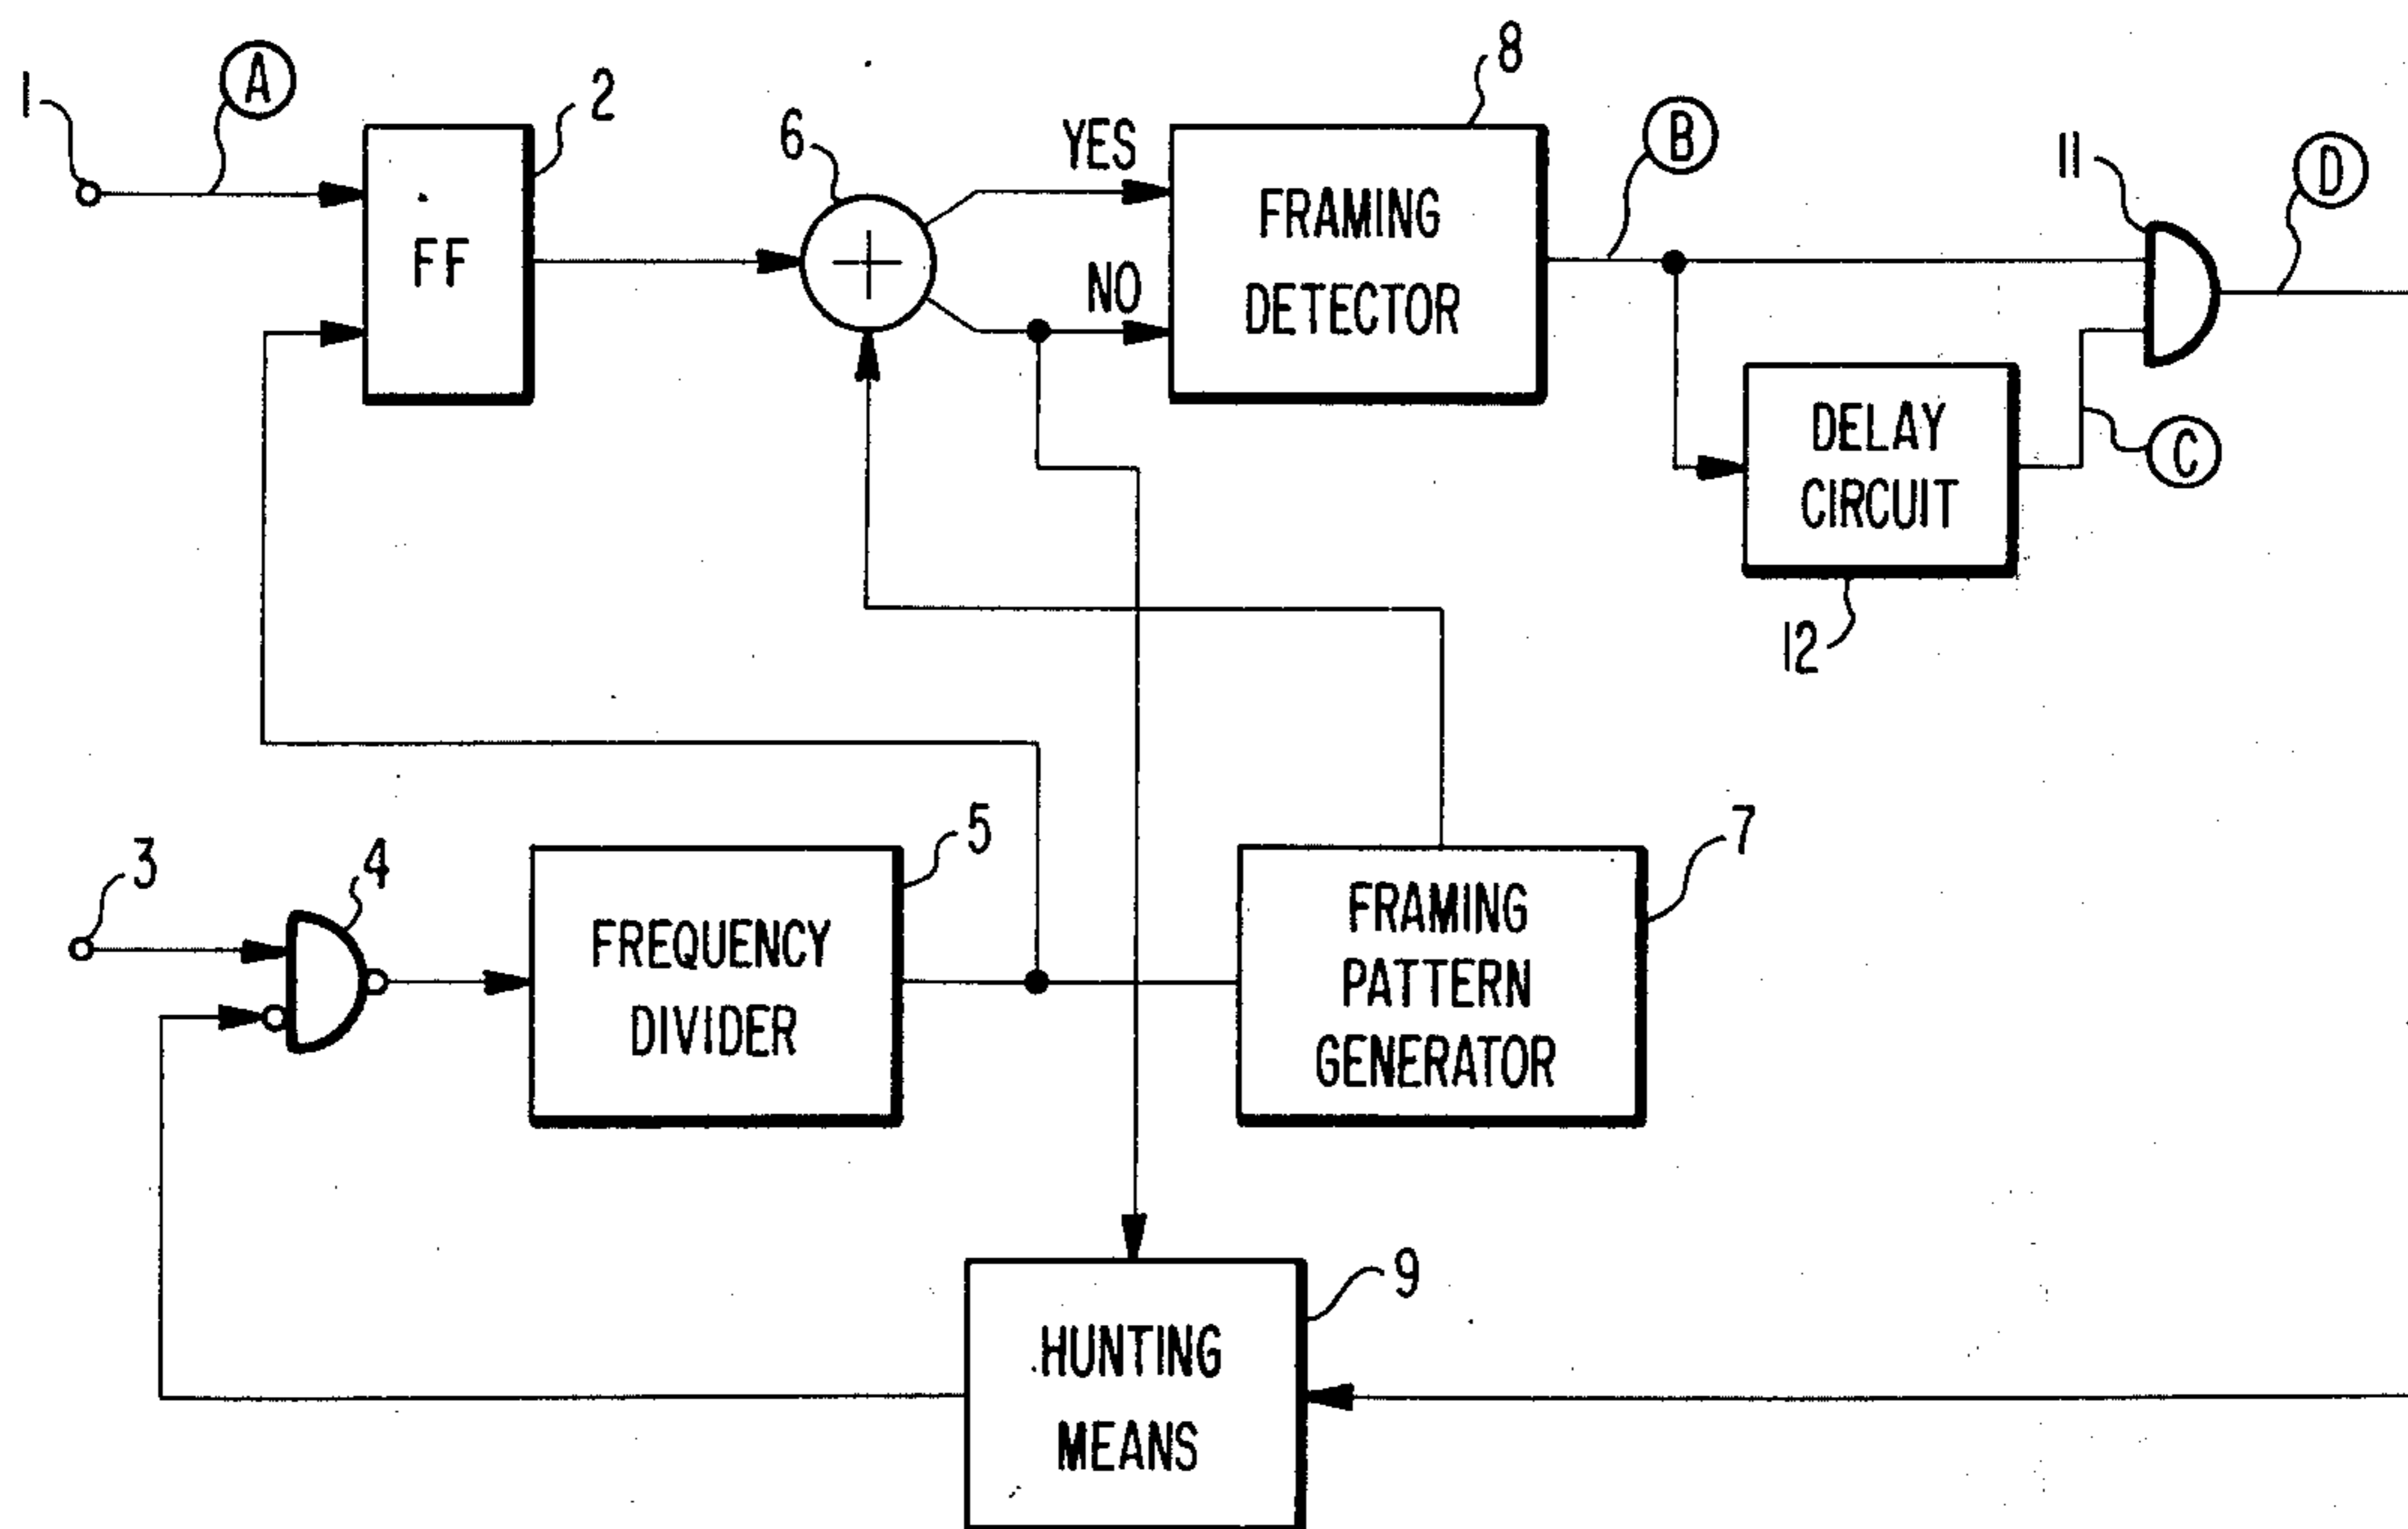 1
A
2
FF
6
YES
NO
8
FRAMING
DETECTOR
B
11
D
DELAY
CIRCUIT
C
12
3
4
5
FREQUENCY
DIVIDER
7
FRAMING
PATTERN
GENERATOR
9
HUNTING
MEANS